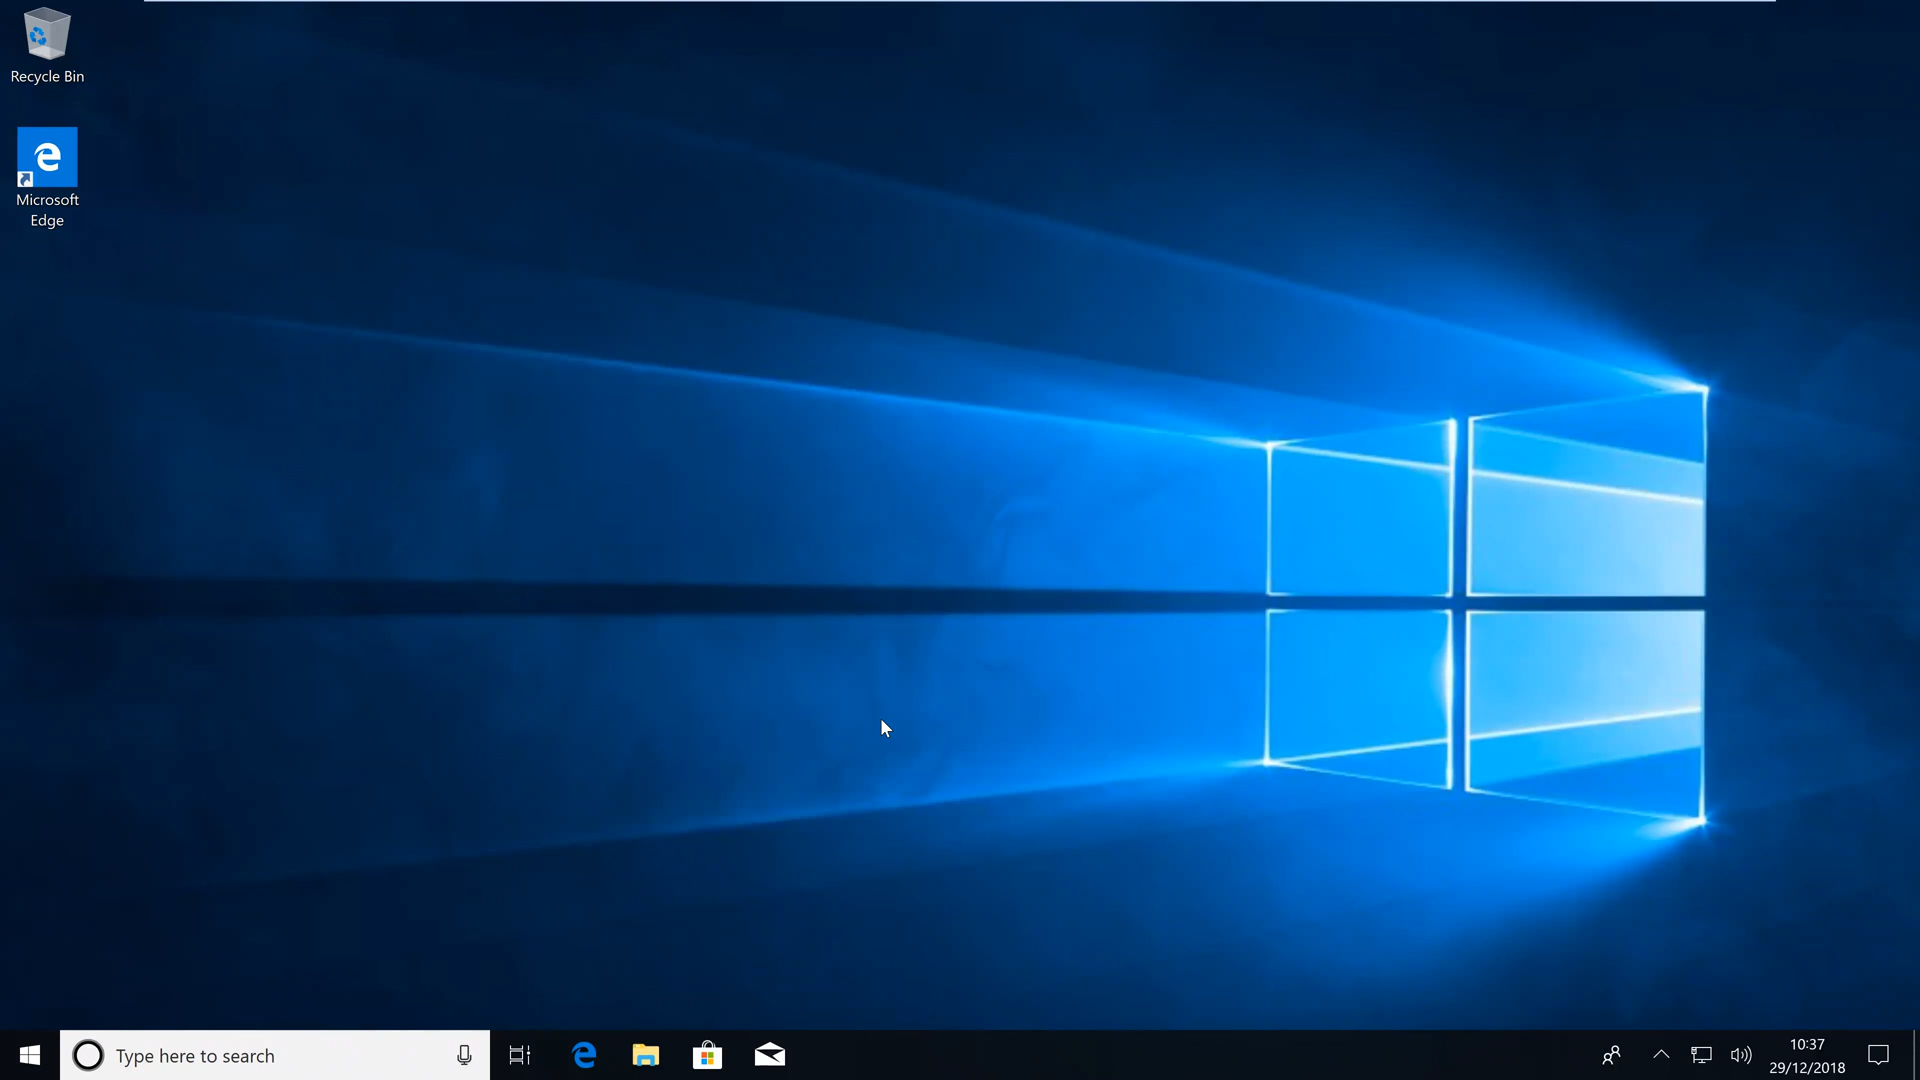 Recycle Bin
Microsoft
Edge
Type here to search
10:37
29/12/2018